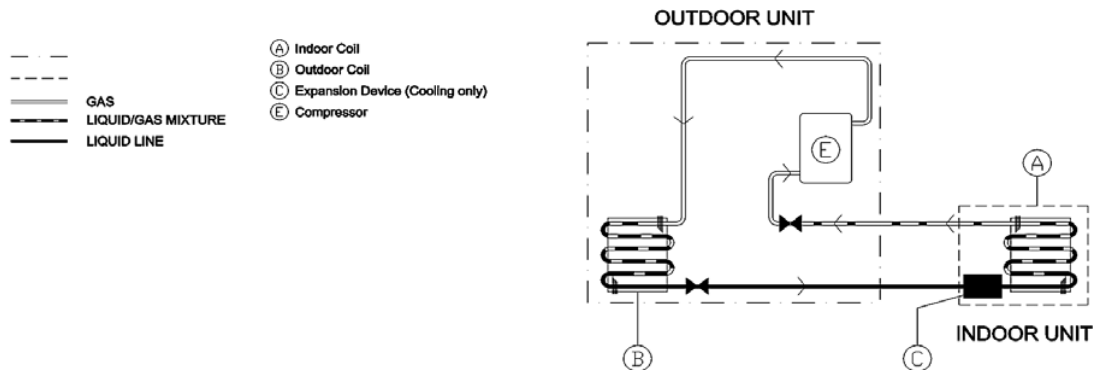 OUTDOOR UNIT
GAS
LIQUID/GAS MIXTURE
LIQUID LINE
A Indoor Coil
B Outdoor Coil
C Expansion Device (Cooling only)
E Compressor
E
A
B
C
INDOOR UNIT